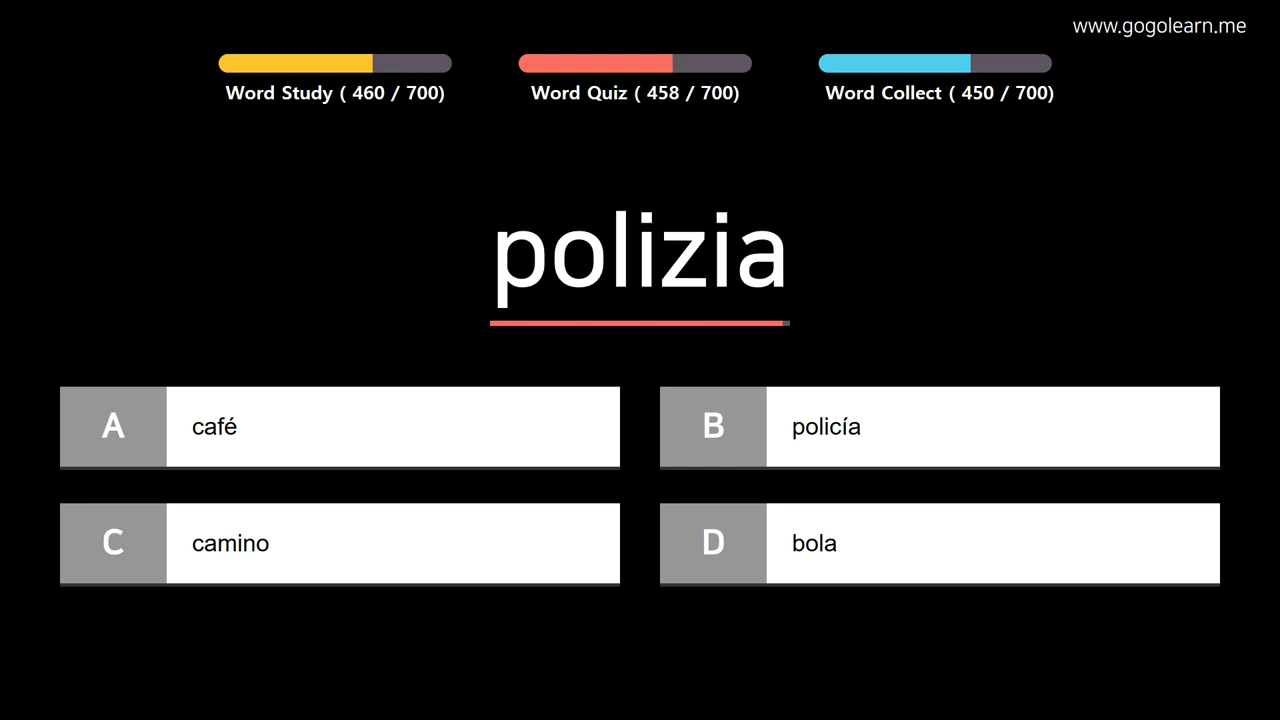 www.gogolearn.me
Word Study ( 460 / 700)
Word Quiz ( 458 / 700)
Word Collect ( 450 / 700)
polizia
A café
B policía
C camino
D bola